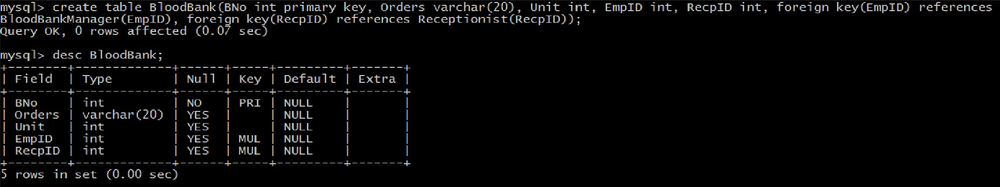 mysql> create table BloodBank(BNo int primary key, Orders varchar(20), Unit int, EmpID int, RecpID int, foreign key(EmpID) references
BloodBankManager(EmpID), foreign key(RecpID) references Receptionist(RecpID));
Query OK, 0 rows affected (0.07 sec)
mysql> desc BloodBank;
+--------+-------------+------+-----+---------+-------+
| Field  | Type        | Null | Key | Default | Extra |
+--------+-------------+------+-----+---------+-------+
| BNo    | int         | NO   | PRI | NULL    |       |
| Orders | varchar(20) | YES  |     | NULL    |       |
| Unit   | int         | YES  |     | NULL    |       |
| EmpID  | int         | YES  | MUL | NULL    |       |
| RecpID | int         | YES  | MUL | NULL    |       |
+--------+-------------+------+-----+---------+-------+
5 rows in set (0.00 sec)